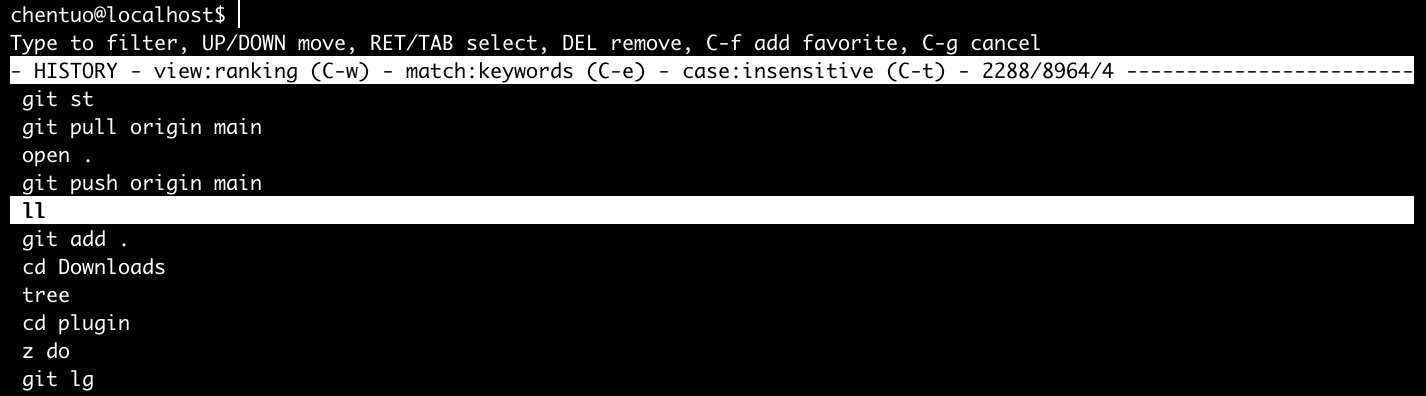 chentuo@localhost$
Type to filter, UP/DOWN move, RET/TAB select, DEL remove, C-f add favorite, C-g cancel
- HISTORY - view:ranking (C-w) - match:keywords (C-e) - case:insensitive (C-t) - 2288/8964/4 ------------------------
git st
git pull origin main
open .
git push origin main
ll
git add .
cd Downloads
tree
cd plugin
z do
git lg